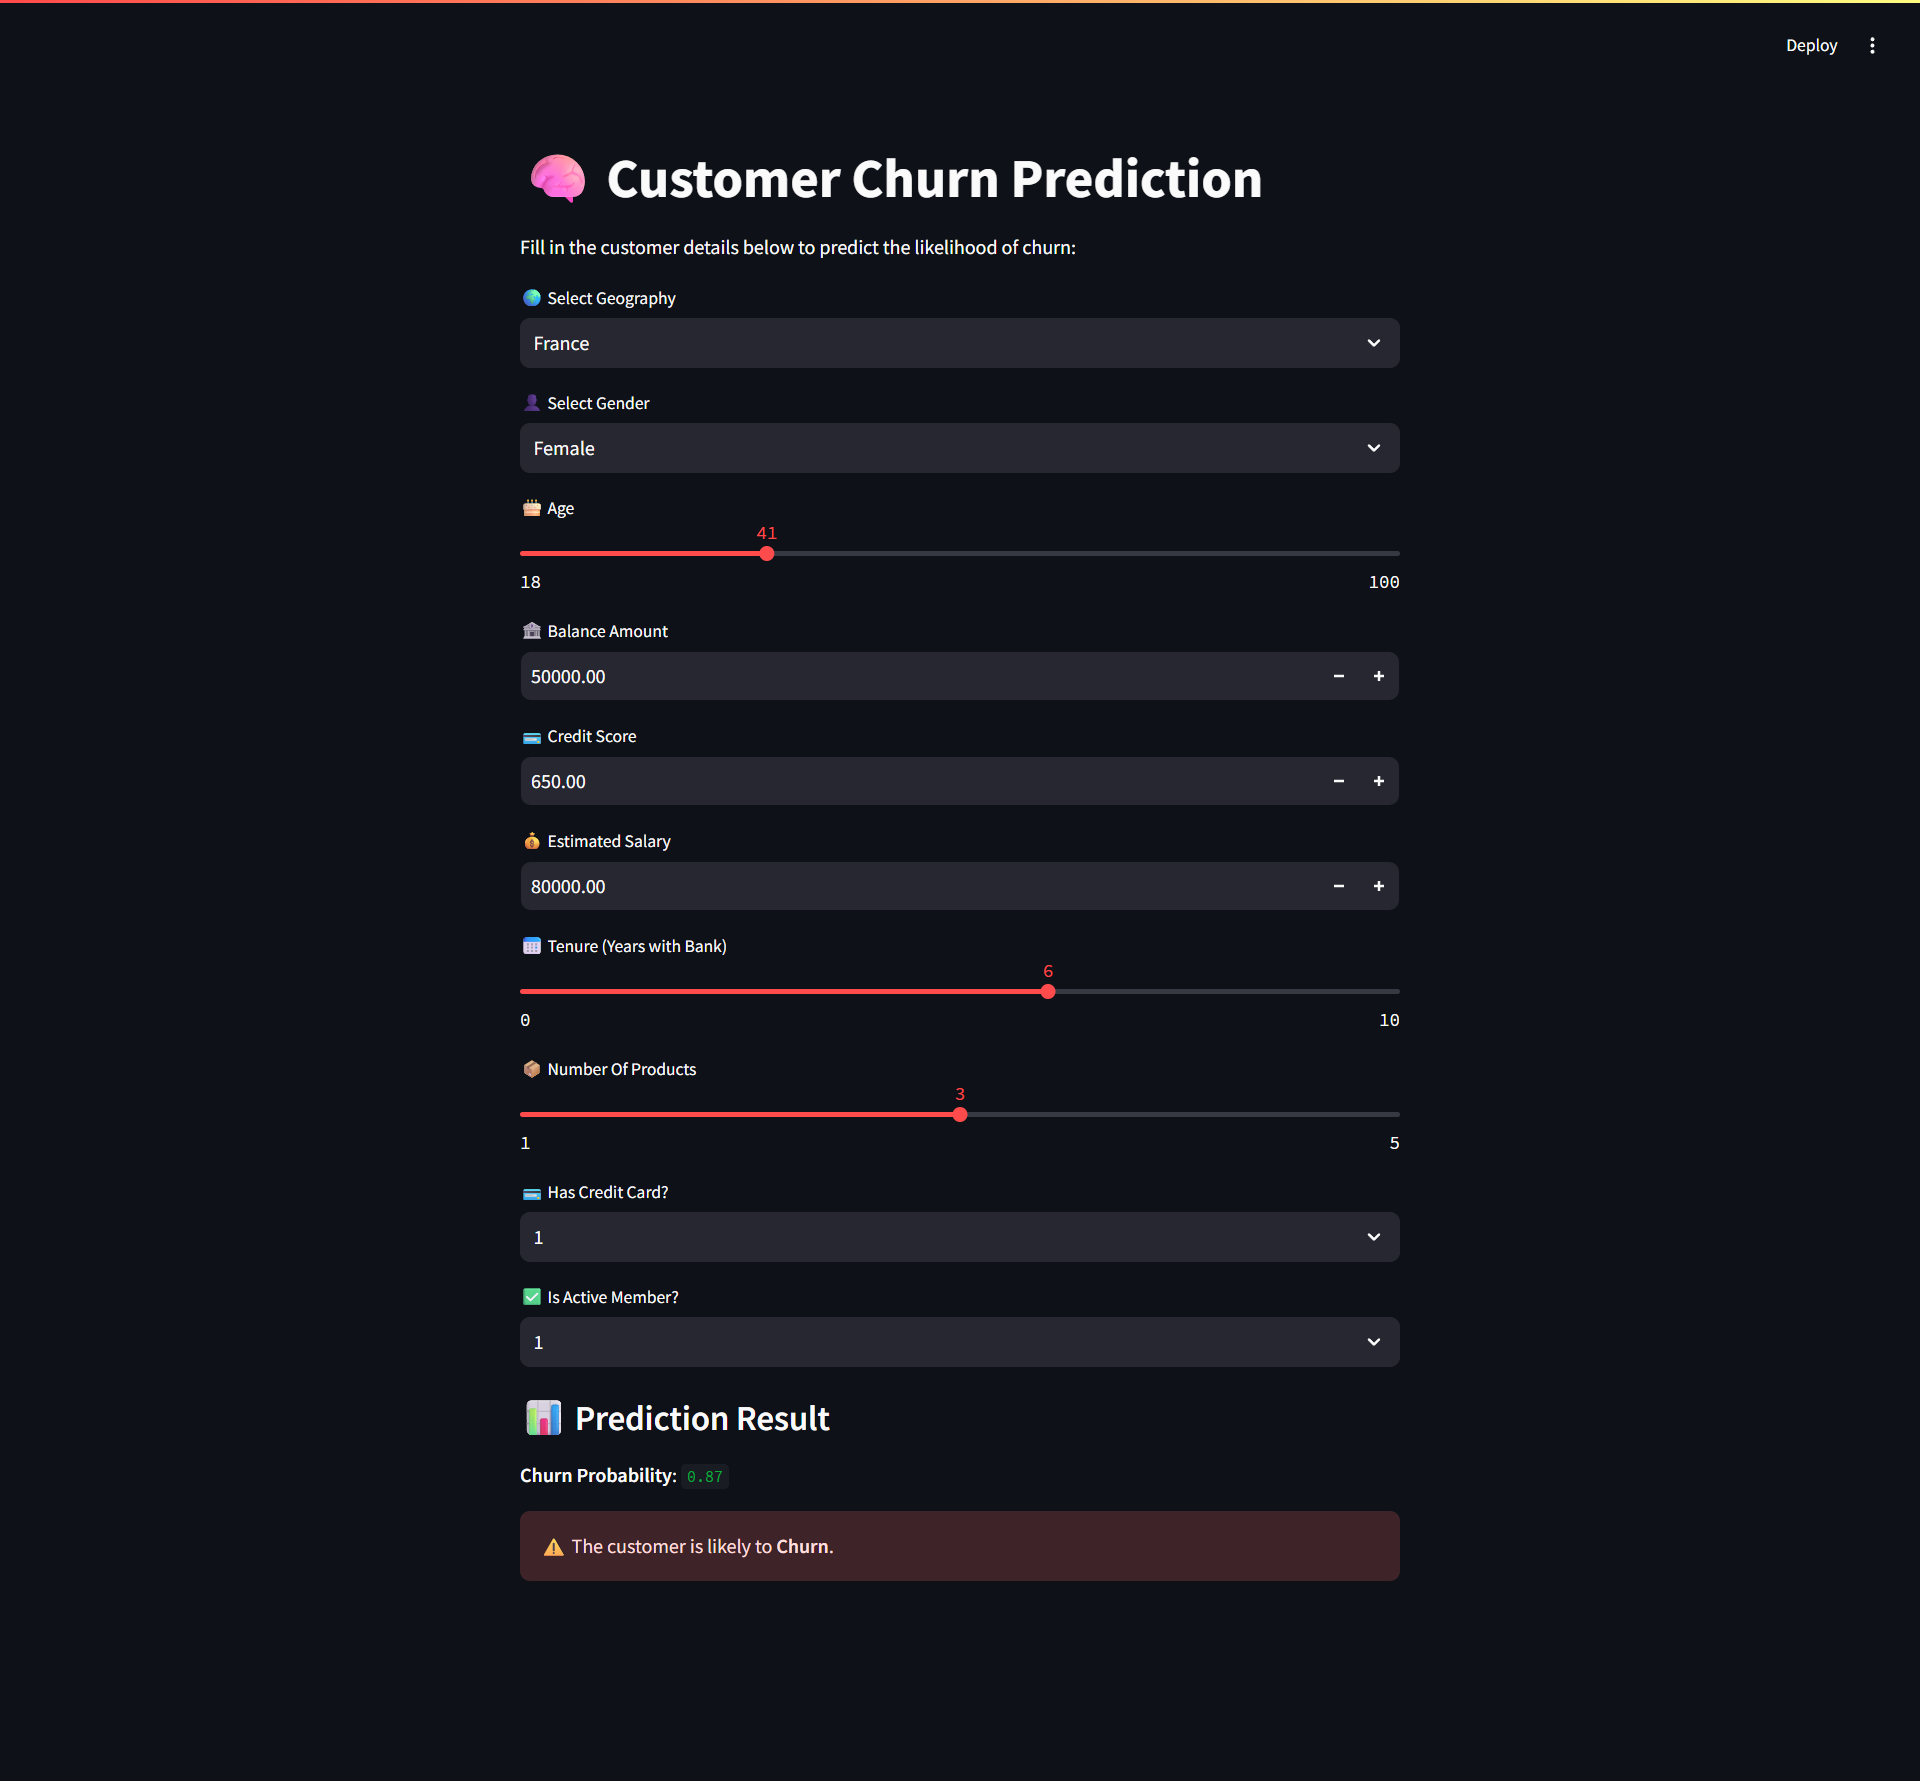 Deploy
Customer Churn Prediction
Fill in the customer details below to predict the likelihood of churn:
Select Geography
France
Select Gender
Female
Age
41
18 100
Balance Amount
50000.00
Credit Score
650.00
Estimated Salary
80000.00
Tenure (Years with Bank)
6
0 10
Number Of Products
3
1 5
Has Credit Card?
1
Is Active Member?
1
Prediction Result
Churn Probability: 0.87
The customer is likely to Churn.